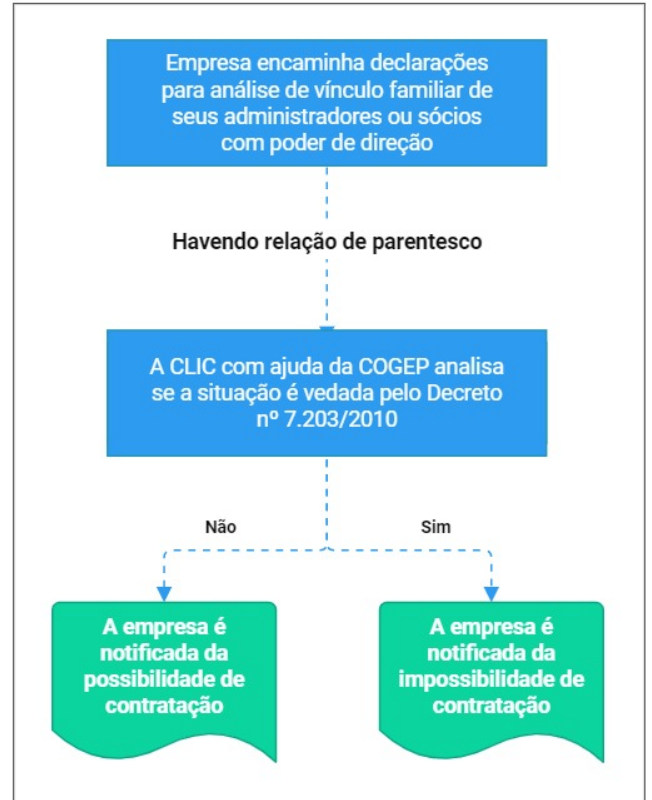 Empresa encaminha declarações
para análise de vínculo familiar de
seus administradores ou sócios
com poder de direção
Havendo relação de parentesco
A CLIC com ajuda da COGEP analisa
se a situação é vedada pelo Decreto
nº 7.203/2010
Não
Sim
A empresa é
notificada da
possibilidade de
contratação
A empresa é
notificada da
impossibilidade de
contratação